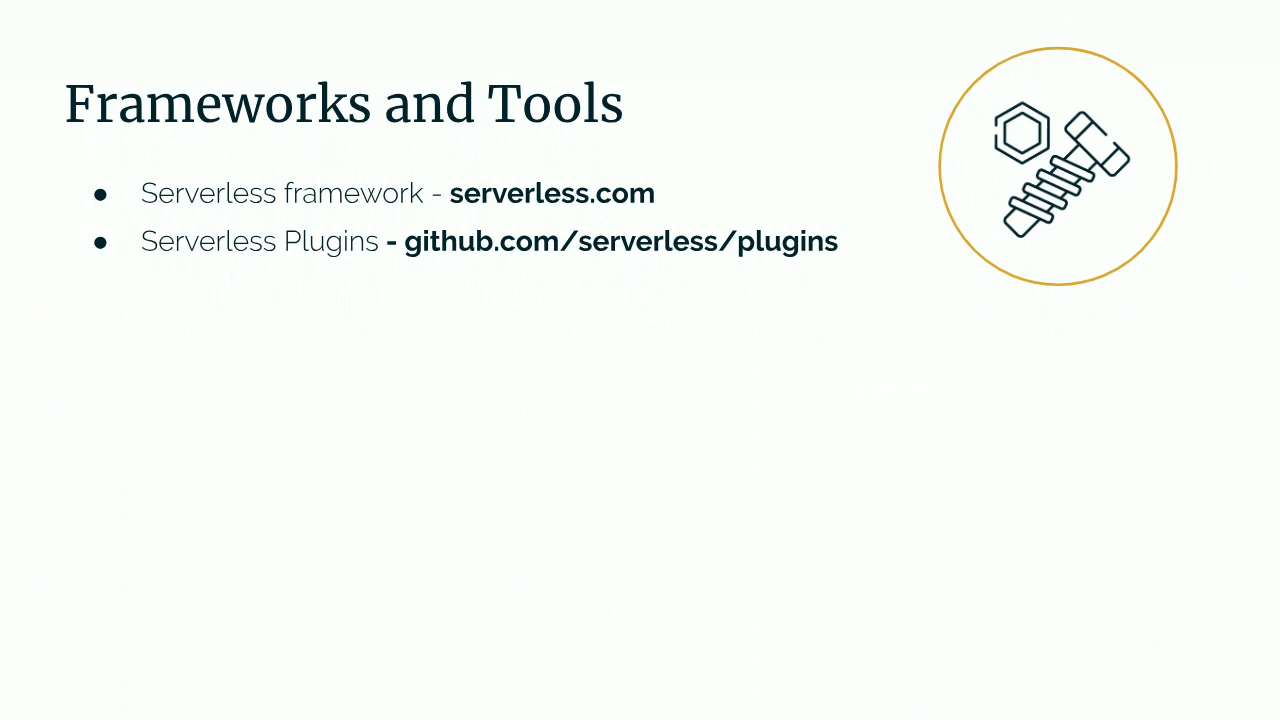 Frameworks and Tools
● Serverless framework - serverless.com
● Serverless Plugins - github.com/serverless/plugins